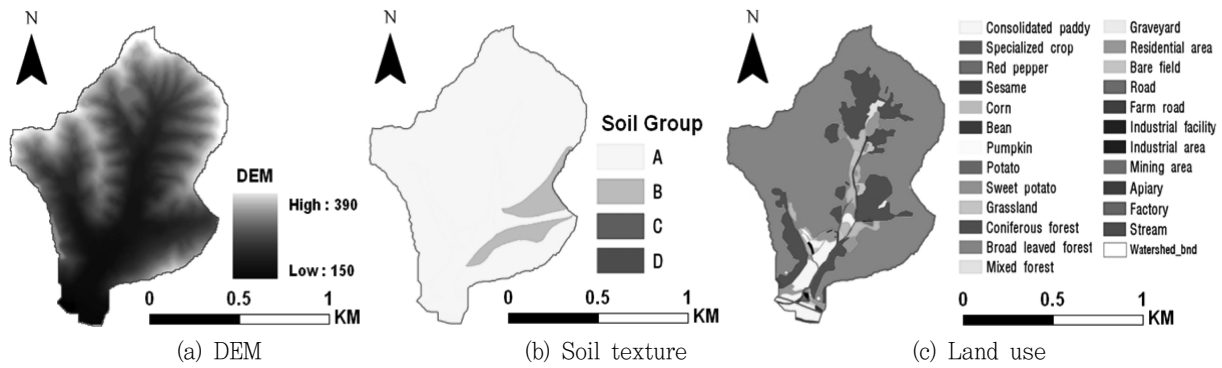 N
DEM
High : 390
Low : 150
0 0.5 1
KM
(a) DEM
N
Soil Group
A
B
C
D
0 0.5 1
KM
(b) Soil texture
N
Consolidated paddy
Specialized crop
Red pepper
Sesame
Corn
Bean
Pumpkin
Potato
Sweet potato
Grassland
Coniferous forest
Broad leaved forest
Mixed forest
Graveyard
Residential area
Bare field
Road
Farm road
Industrial facility
Industrial area
Mining area
Apiary
Factory
Stream
Watershed_bnd
0 0.5 1
KM
(c) Land use